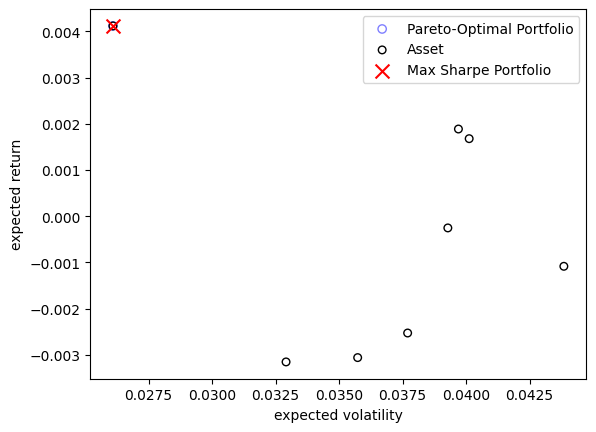 0.004
0.003
0.002
0.001
0.000
−0.001
−0.002
−0.003
expected return
Pareto-Optimal Portfolio
Asset
Max Sharpe Portfolio
0.0275 0.0300 0.0325 0.0350 0.0375 0.0400 0.0425
expected volatility